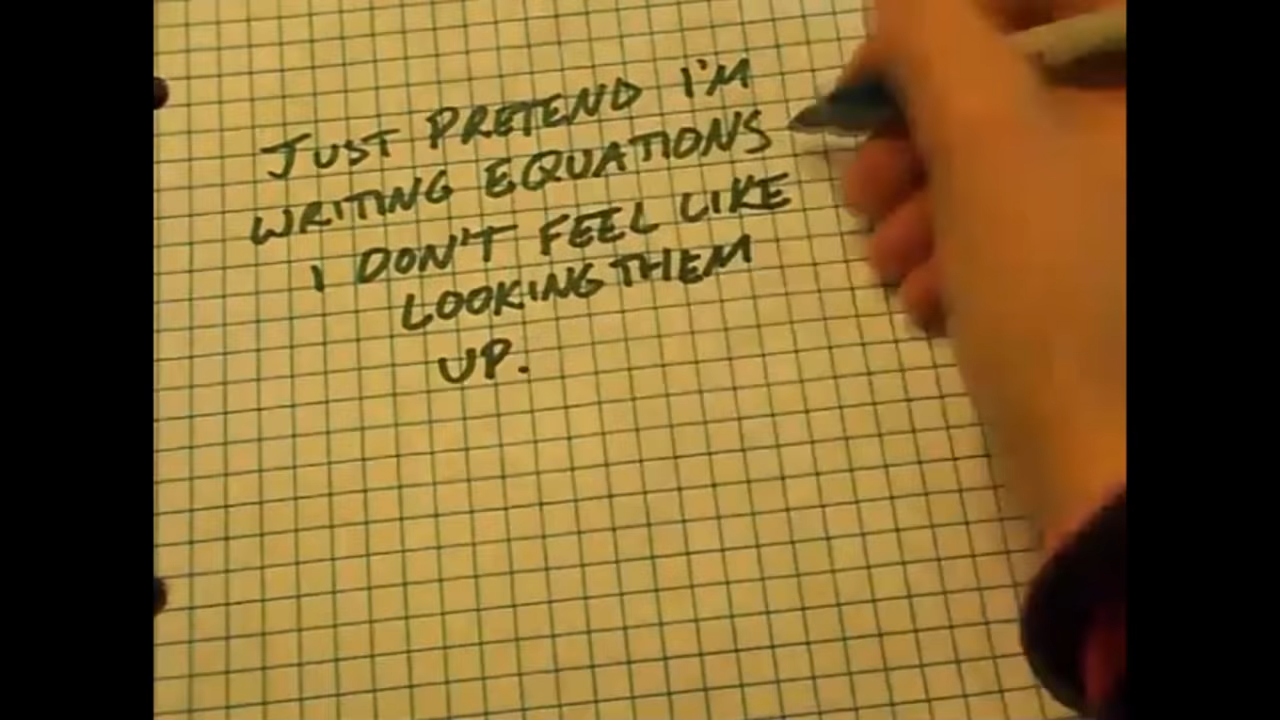 JUST PRETEND I'M
WRITING EQUATIONS
I DON'T FEEL LIKE
LOOKING THEM
UP.